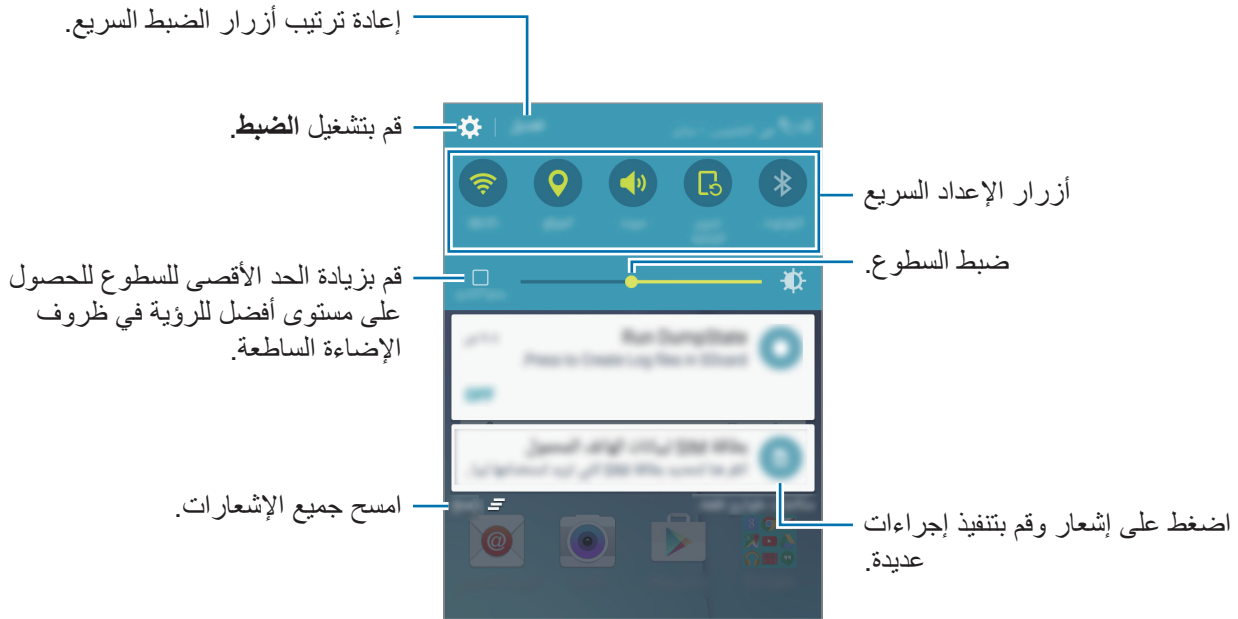 إعادة ترتيب أزرار الضبط السريع.
قم بتشغيل الضبط.
أزرار الإعداد السريع
ضبط السطوع.
قم بزيادة الحد الأقصى للسطوع للحصول
على مستوى أفضل للرؤية في ظروف
الإضاءة الساطعة.
Run DumpState
Press to Create Log files in SDcard
OFF
امسح جميع الإشعارات.
اضغط على إشعار وقم بتنفيذ إجراءات
عديدة.